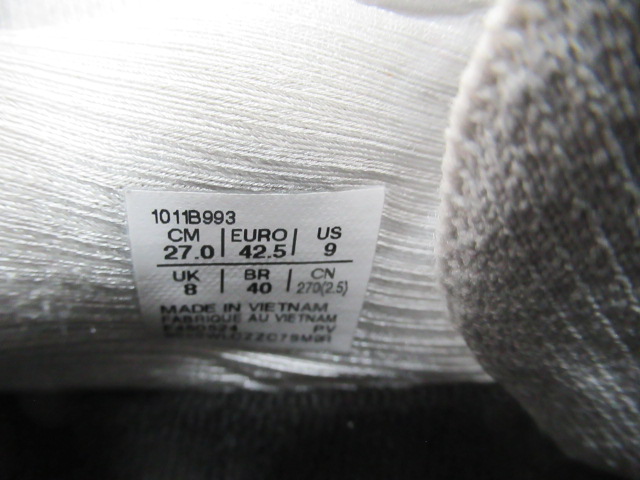 1011B993
CM | EURO | US
27.0 | 42.5 | 9
UK | BR | CN
8 | 40 | 270(2.5)
MADE IN VIETNAM
FABRIQUE AU VIETNAM
PV